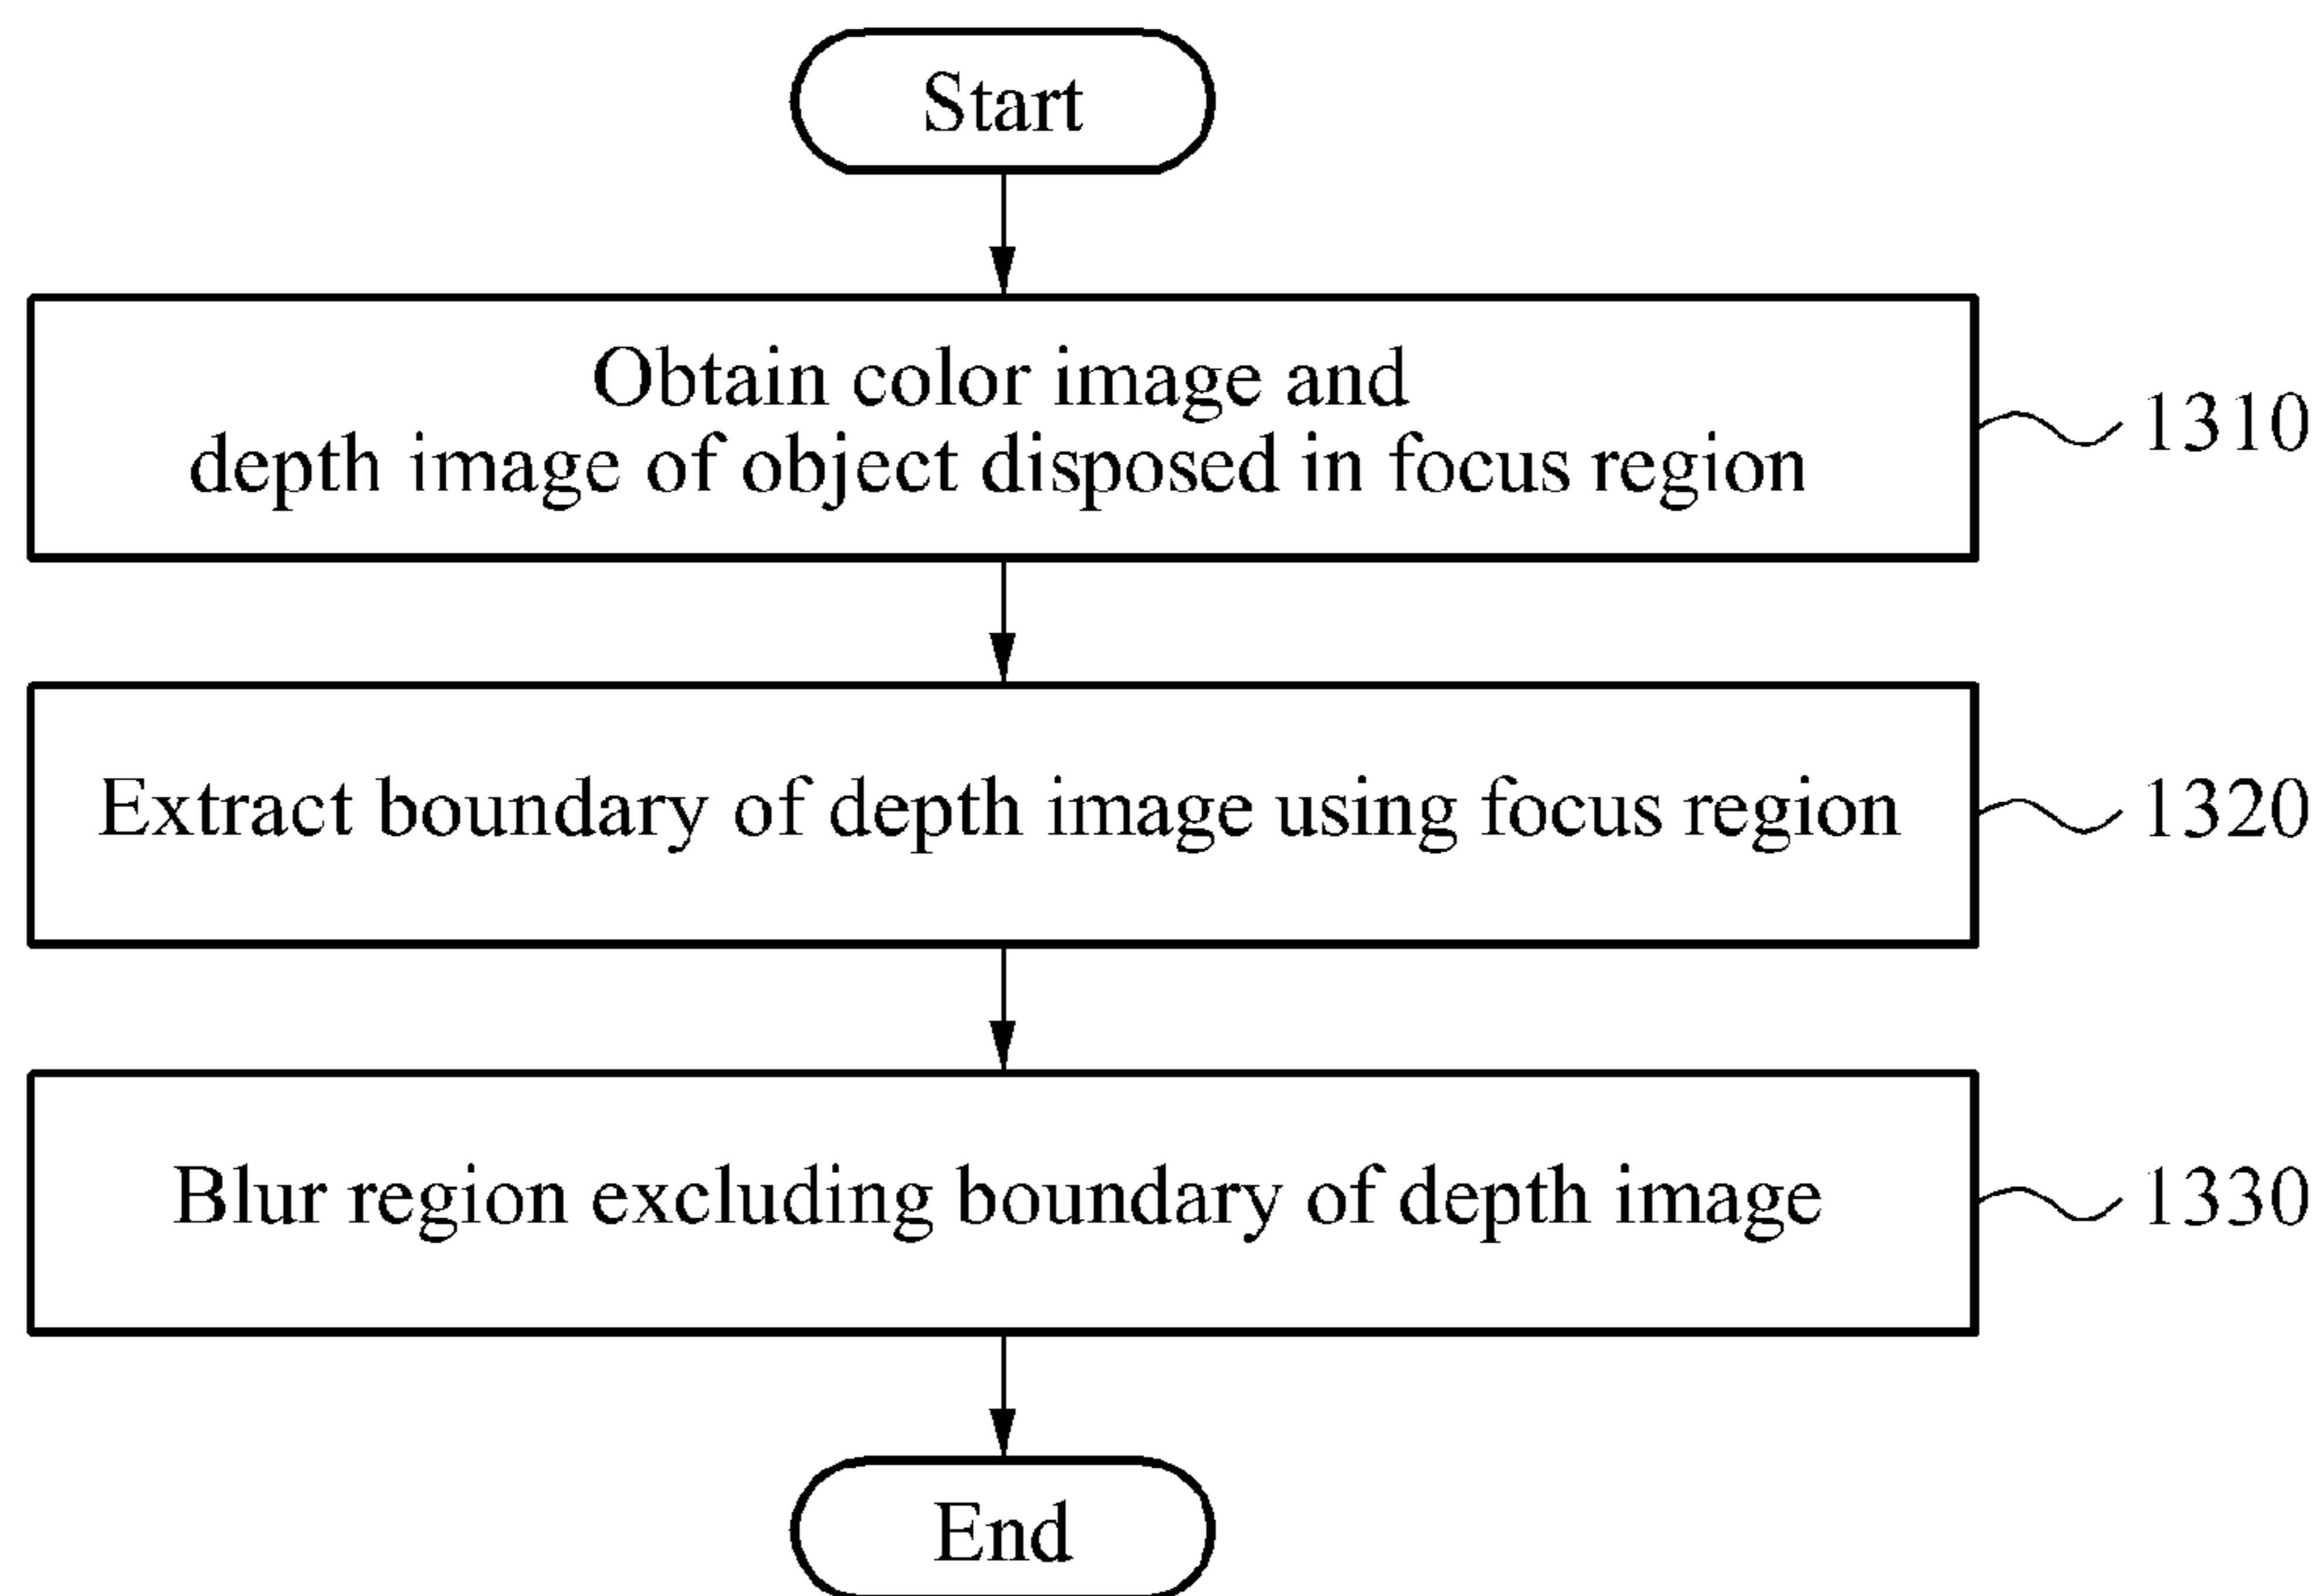 Start
Obtain color image and
depth image of object disposed in focus region
1310
Extract boundary of depth image using focus region
1320
Blur region excluding boundary of depth image
1330
End